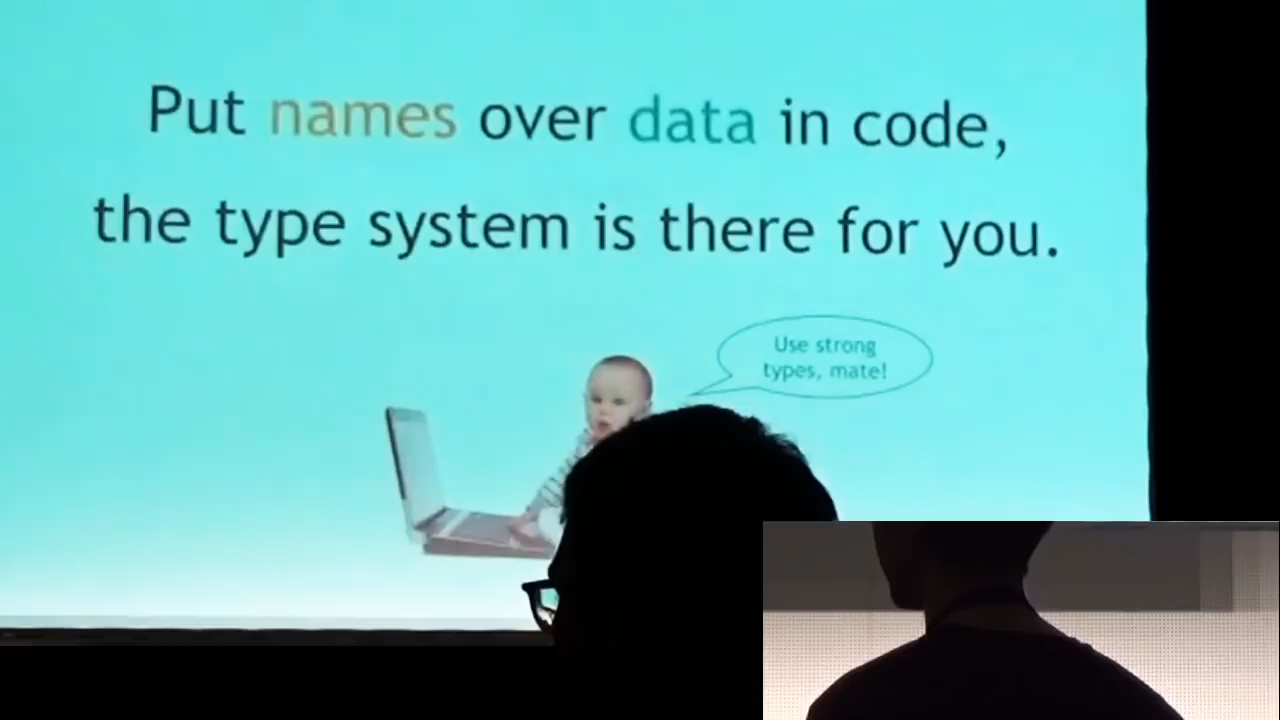 Put names over data in code,
the type system is there for you.
Use strong
types, mate!